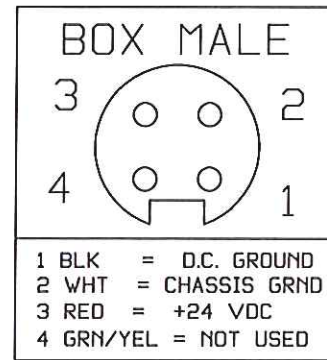 BOX MALE
3 2
4 1
1 BLK = D.C. GROUND
2 WHT = CHASSIS GRND
3 RED = +24 VDC
4 GRN/YEL = NOT USED